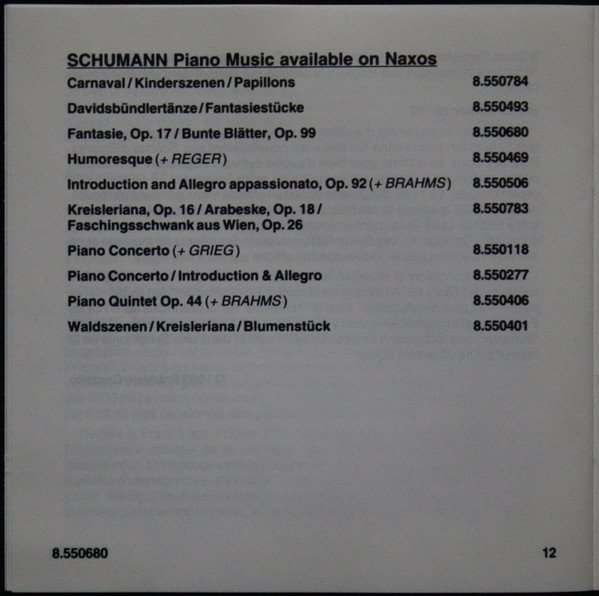 SCHUMANN Piano Music available on Naxos
Carnaval / Kinderszenen / Papillons 8.550784
Davidsbündlertänze / Fantasiestücke 8.550493
Fantasie, Op. 17 / Bunte Blätter, Op. 99 8.550680
Humoresque (+ REGER) 8.550469
Introduction and Allegro appassionato, Op. 92 (+ BRAHMS) 8.550506
Kreisleriana, Op. 16 / Arabeske, Op. 18 / 8.550783
Faschingsschwank aus Wien, Op. 26
Piano Concerto (+ GRIEG) 8.550118
Piano Concerto / Introduction & Allegro 8.550277
Piano Quintet Op. 44 (+ BRAHMS) 8.550406
Waldszenen / Kreisleriana / Blumenstück 8.550401
8.550680 12